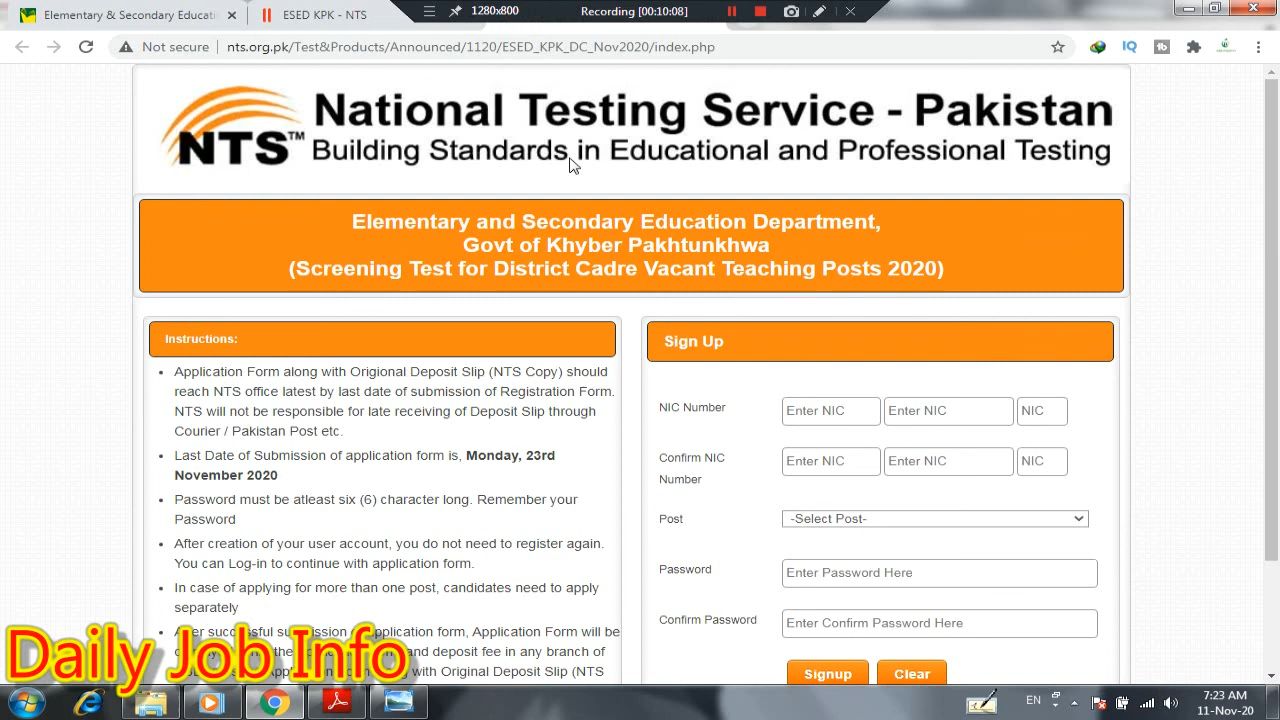 Elementary & Secondary Educati
ESED KPK - NTS
1280x800
Recording [00:10:08]
Not secure
nts.org.pk/Test&Products/Announced/1120/ESED_KPK_DC_Nov2020/index.php
IQ
NTS™
National Testing Service - Pakistan
Building Standards in Educational and Professional Testing
Elementary and Secondary Education Department,
Govt of Khyber Pakhtunkhwa
(Screening Test for District Cadre Vacant Teaching Posts 2020)
Instructions:
Application Form along with Origional Deposit Slip (NTS Copy) should
reach NTS office latest by last date of submission of Registration Form.
NTS will not be responsible for late receiving of Deposit Slip through
Courier / Pakistan Post etc.
Last Date of Submission of application form is, Monday, 23rd
November 2020
Password must be atleast six (6) character long. Remember your
Password
After creation of your user account, you do not need to register again.
You can Log-in to continue with application form.
In case of applying for more than one post, candidates need to apply
separately
After successful submission of application form, Application Form will be
and deposit fee in any branch of
with Original Deposit Slip (NTS
Sign Up
NIC Number
Enter NIC
Enter NIC
NIC
Confirm NIC
Number
Enter NIC
Enter NIC
NIC
Post
-Select Post-
Password
Enter Password Here
Confirm Password
Enter Confirm Password Here
Signup
Clear
Daily Job Info
EN
7:23 AM
11-Nov-20